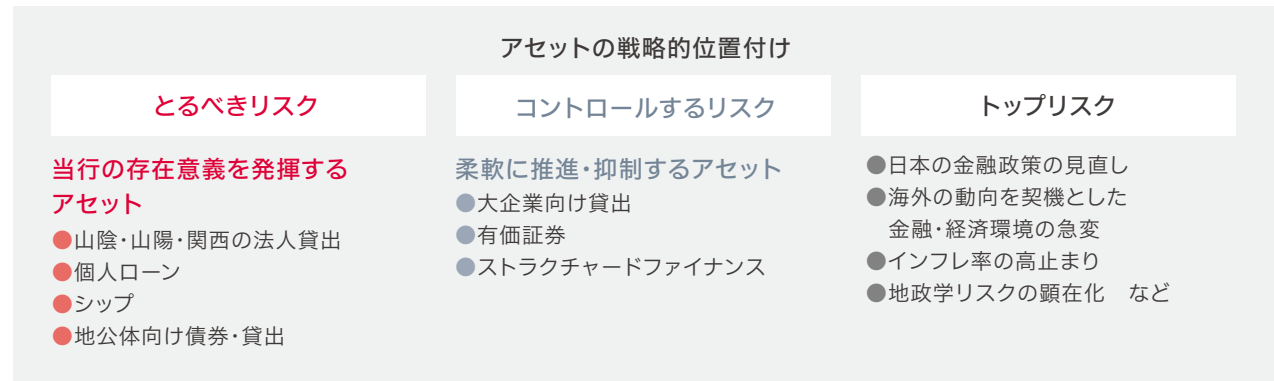 アセットの戦略的位置付け
とるべきリスク
当行の存在意義を発揮する
アセット
●山陰・山陽・関西の法人貸出
●個人ローン
●シップ
●地公体向け債券・貸出
コントロールするリスク
柔軟に推進・抑制するアセット
●大企業向け貸出
●有価証券
●ストラクチャードファイナンス
トップリスク
●日本の金融政策の見直し
●海外の動向を契機とした
金融・経済環境の急変
●インフレ率の高止まり
●地政学リスクの顕在化　など